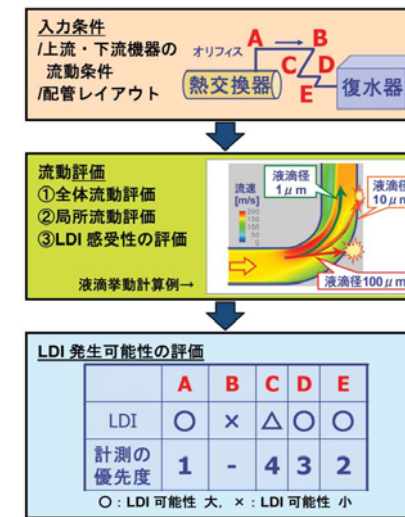 入力条件
/上流・下流機器の
流動条件
/配管レイアウト
オリフィス
A
B
C
D
E
熱交換器
復水器
流動評価
①全体流動評価
②局所流動評価
③LDI 感受性の評価
液滴挙動計算例→
流速
[m/s]
200
150
100
50
0
液滴径
1μm
液滴径
10μm
液滴径100μm
LDI 発生可能性の評価
A B C D E
LDI ○ × △ ○ ○
計測の
優先度 1 - 4 3 2
○：LDI 可能性 大, ×：LDI 可能性 小